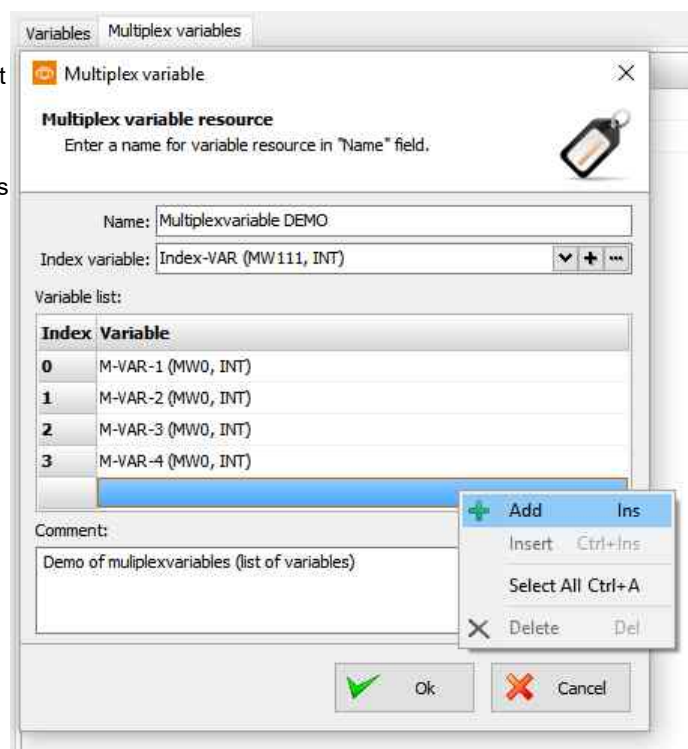 Variables Multiplex variables
t
Multiplex variable
Multiplex variable resource
Enter a name for variable resource in "Name" field.
s
Name: Multiplexvariable DEMO
Index variable: Index-VAR (MW111, INT)
Variable list:
Index Variable
0 M-VAR-1 (MW0, INT)
1 M-VAR-2 (MW0, INT)
2 M-VAR-3 (MW0, INT)
3 M-VAR-4 (MW0, INT)
Add Ins
Comment:
Insert Ctrl+Ins
Demo of muliplexvariables (list of variables)
Select All Ctrl+A
Delete Del
Ok Cancel